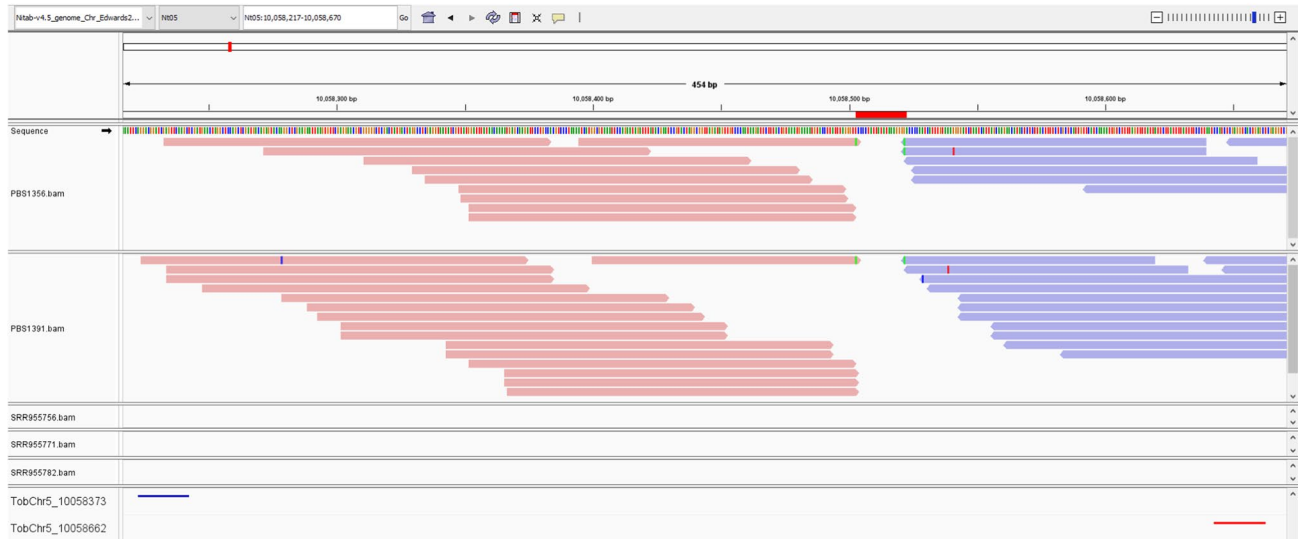 Nitab-v4.5_genome_Chr_Edwards2... Nt05 Nt05:10,058,217-10,058,670 Go
454 bp
10,058,300 bp 10,058,400 bp 10,058,500 bp 10,058,600 bp
Sequence
PBS1356.bam
PBS1391.bam
SRR955756.bam
SRR955771.bam
SRR955782.bam
TobChr5_10058373
TobChr5_10058662